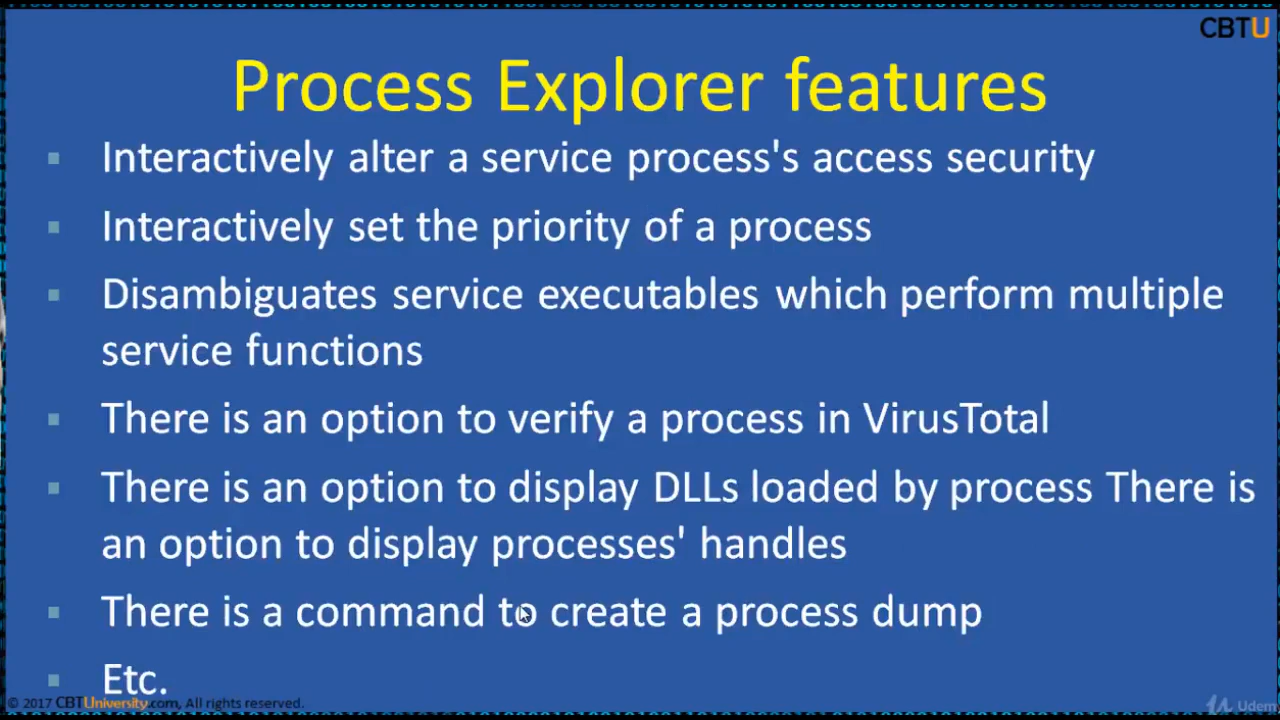 CBTU
Process Explorer features
▪ Interactively alter a service process's access security
▪ Interactively set the priority of a process
▪ Disambiguates service executables which perform multiple
service functions
▪ There is an option to verify a process in VirusTotal
▪ There is an option to display DLLs loaded by process There is
an option to display processes' handles
▪ There is a command to create a process dump
▪ Etc.
© 2017 CBTUniversity.com, All rights reserved.
Udem